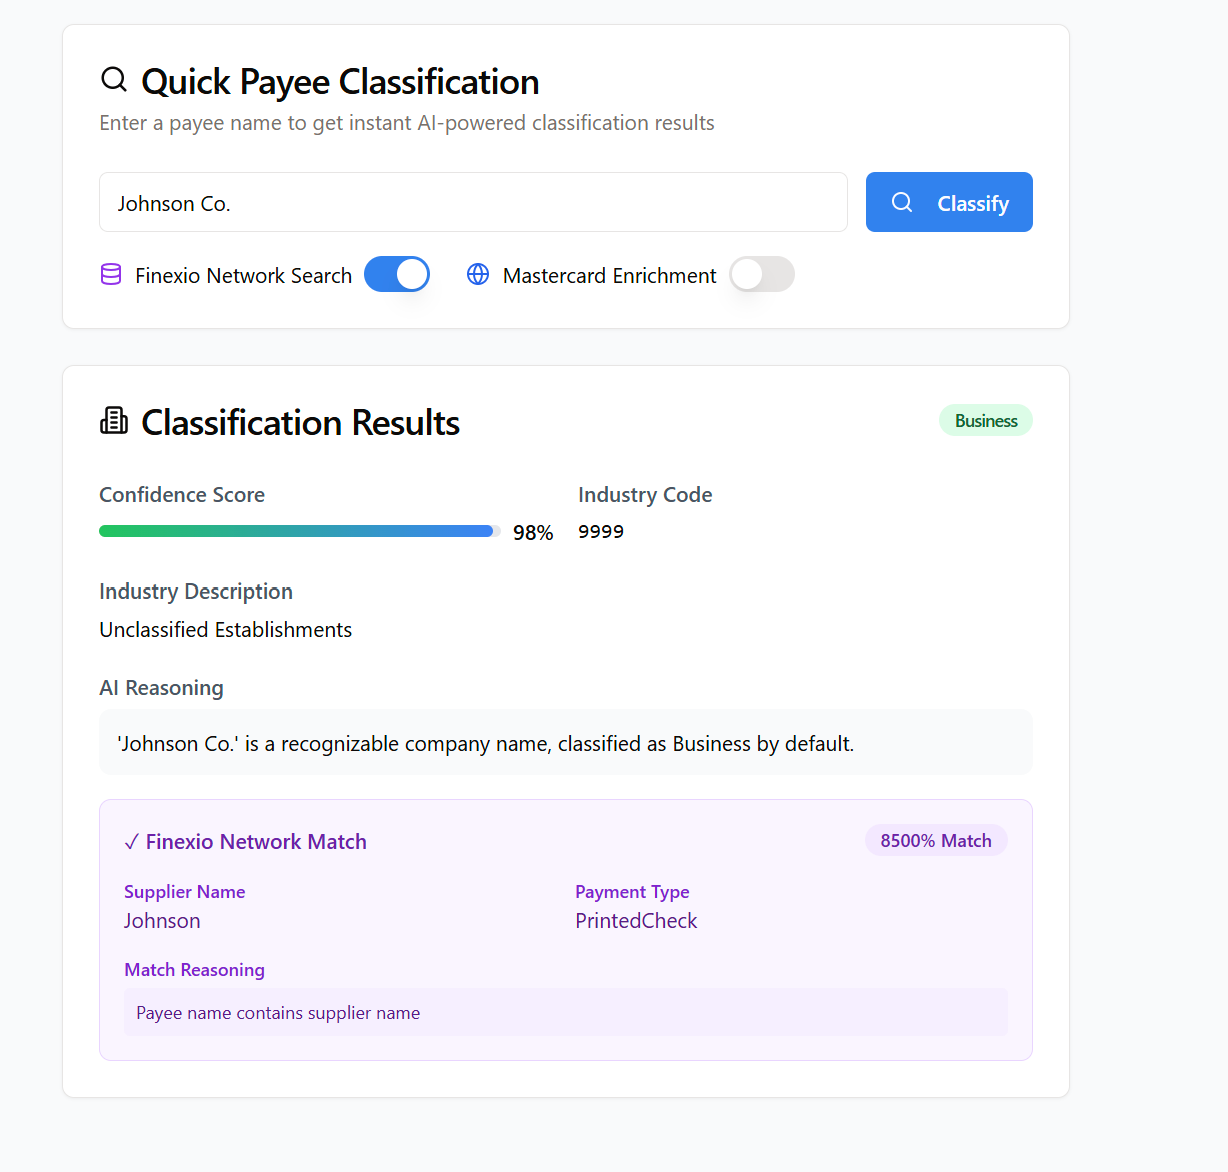 Quick Payee Classification
Enter a payee name to get instant AI-powered classification results
Johnson Co.
Classify
Finexio Network Search
Mastercard Enrichment
Classification Results
Business
Confidence Score
Industry Code
98%
9999
Industry Description
Unclassified Establishments
AI Reasoning
'Johnson Co.' is a recognizable company name, classified as Business by default.
✓ Finexio Network Match
8500% Match
Supplier Name
Payment Type
Johnson
PrintedCheck
Match Reasoning
Payee name contains supplier name